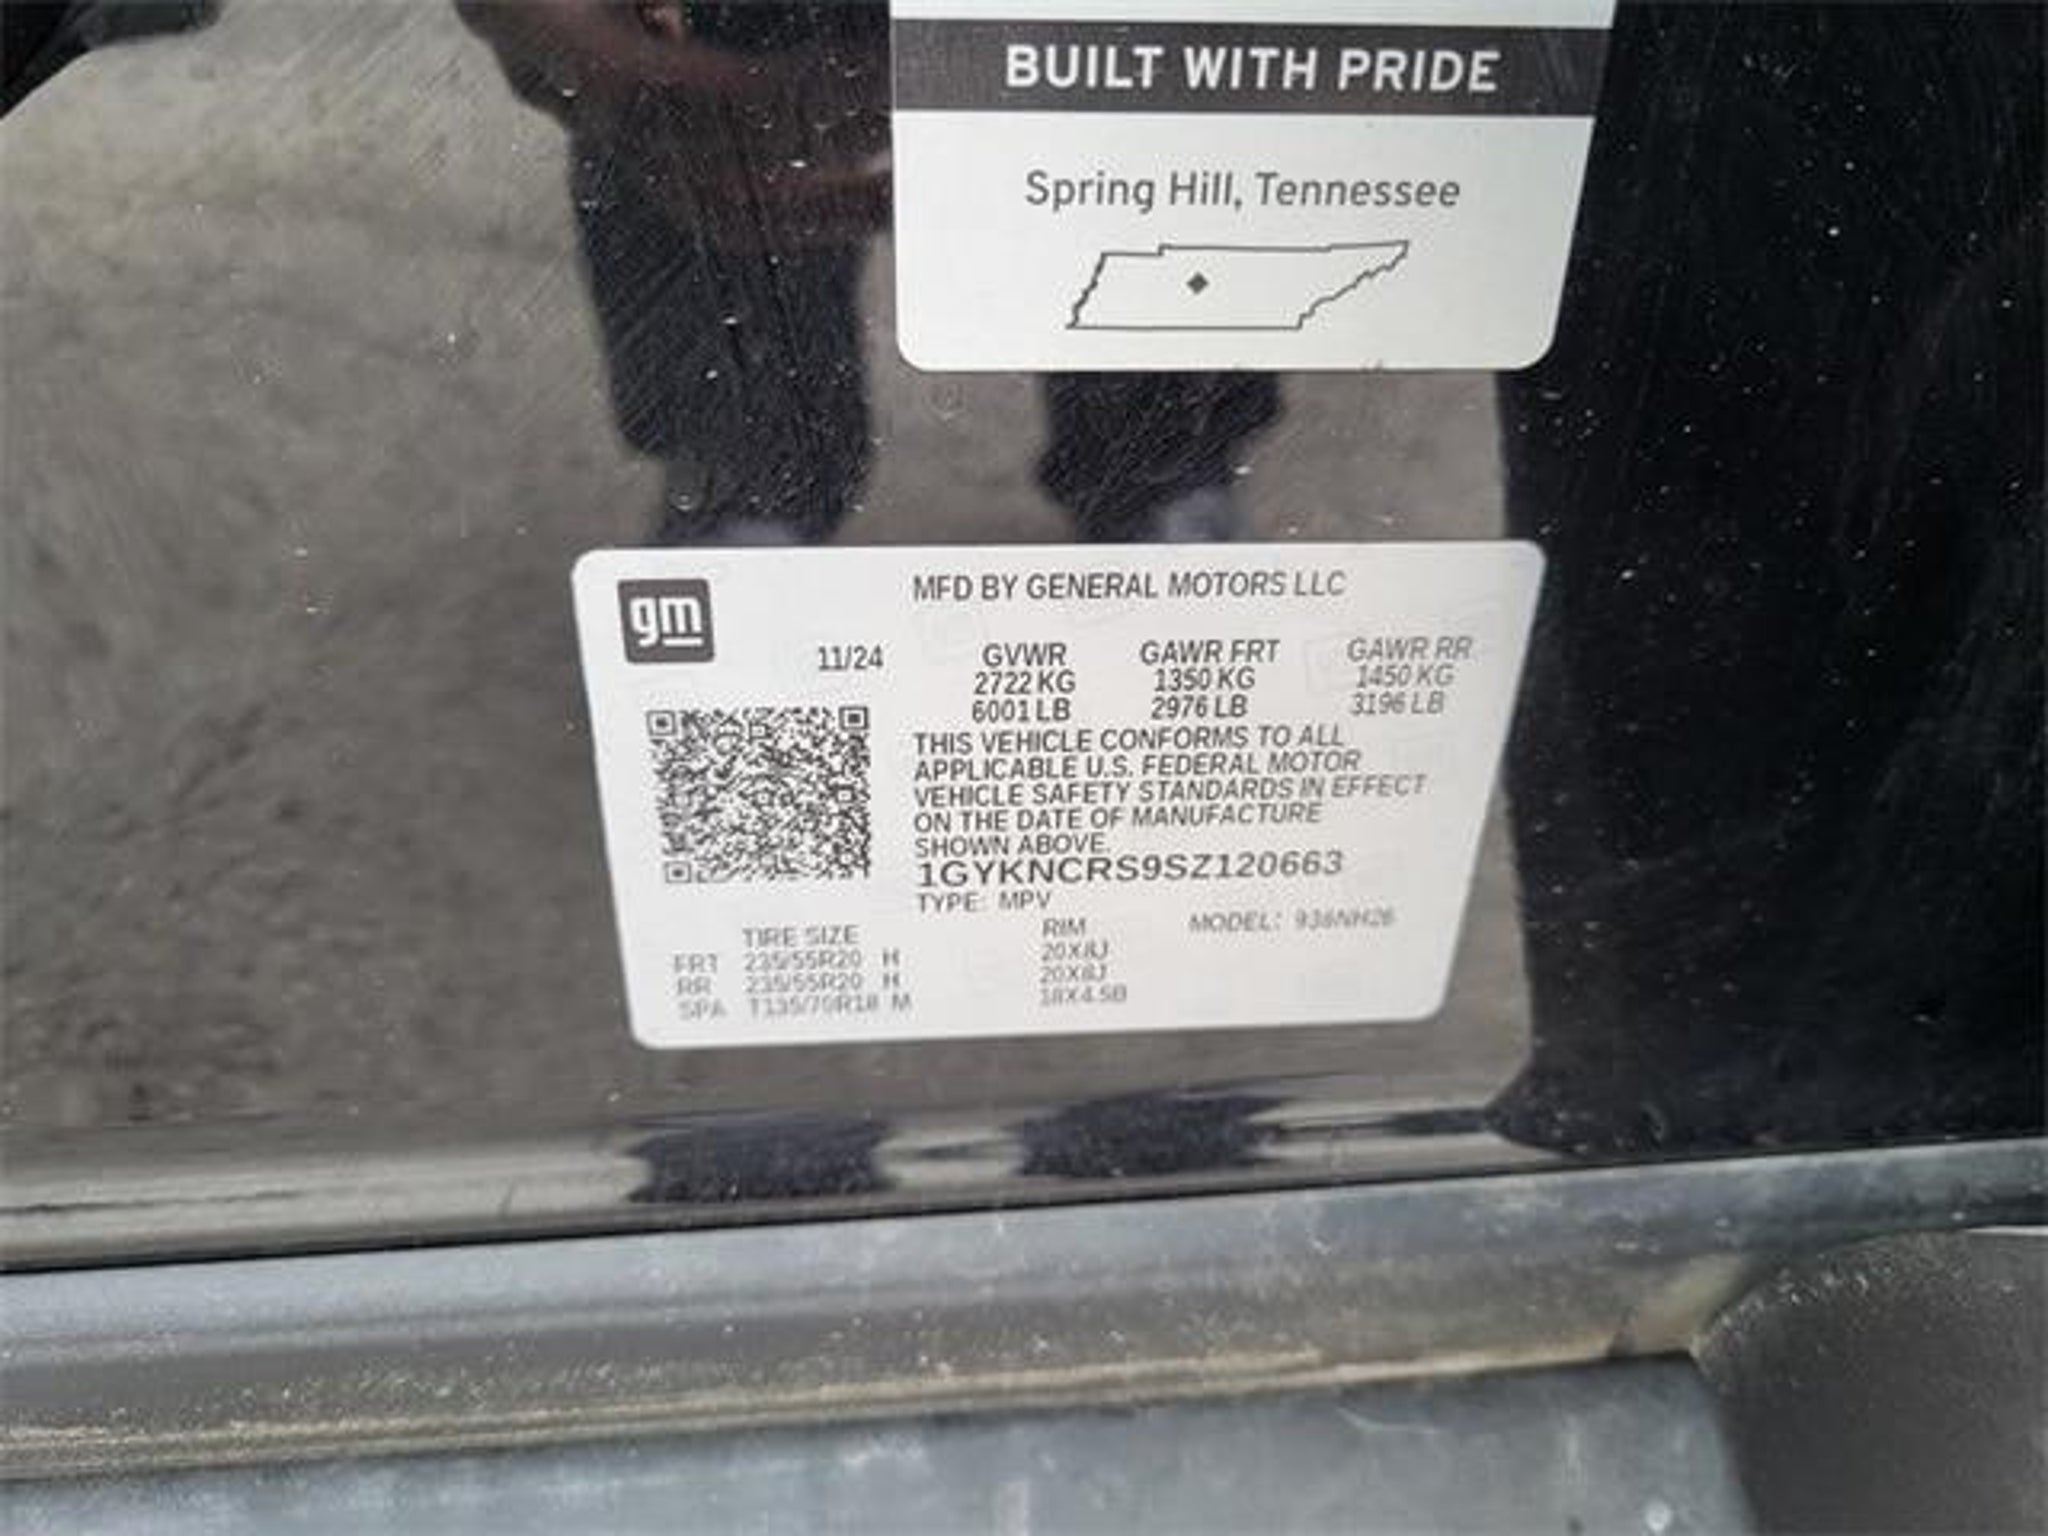 BUILT WITH PRIDE
Spring Hill, Tennessee
gm
MFD BY GENERAL MOTORS LLC
11/24 GVWR GAWR FRT GAWR RR
2722 KG 1350 KG 1450 KG
6001 LB 2976 LB 3196 LB
THIS VEHICLE CONFORMS TO ALL
APPLICABLE U.S. FEDERAL MOTOR
VEHICLE SAFETY STANDARDS IN EFFECT
ON THE DATE OF MANUFACTURE
SHOWN ABOVE.
1GYKNCRS9SZ120663
TYPE: MPV
TIRE SIZE RIM MODEL:
FRT 235/55R20 H 20X8J
RR 235/55R20 H 20X8J
SPA T135/70R18 M 18X4.5B